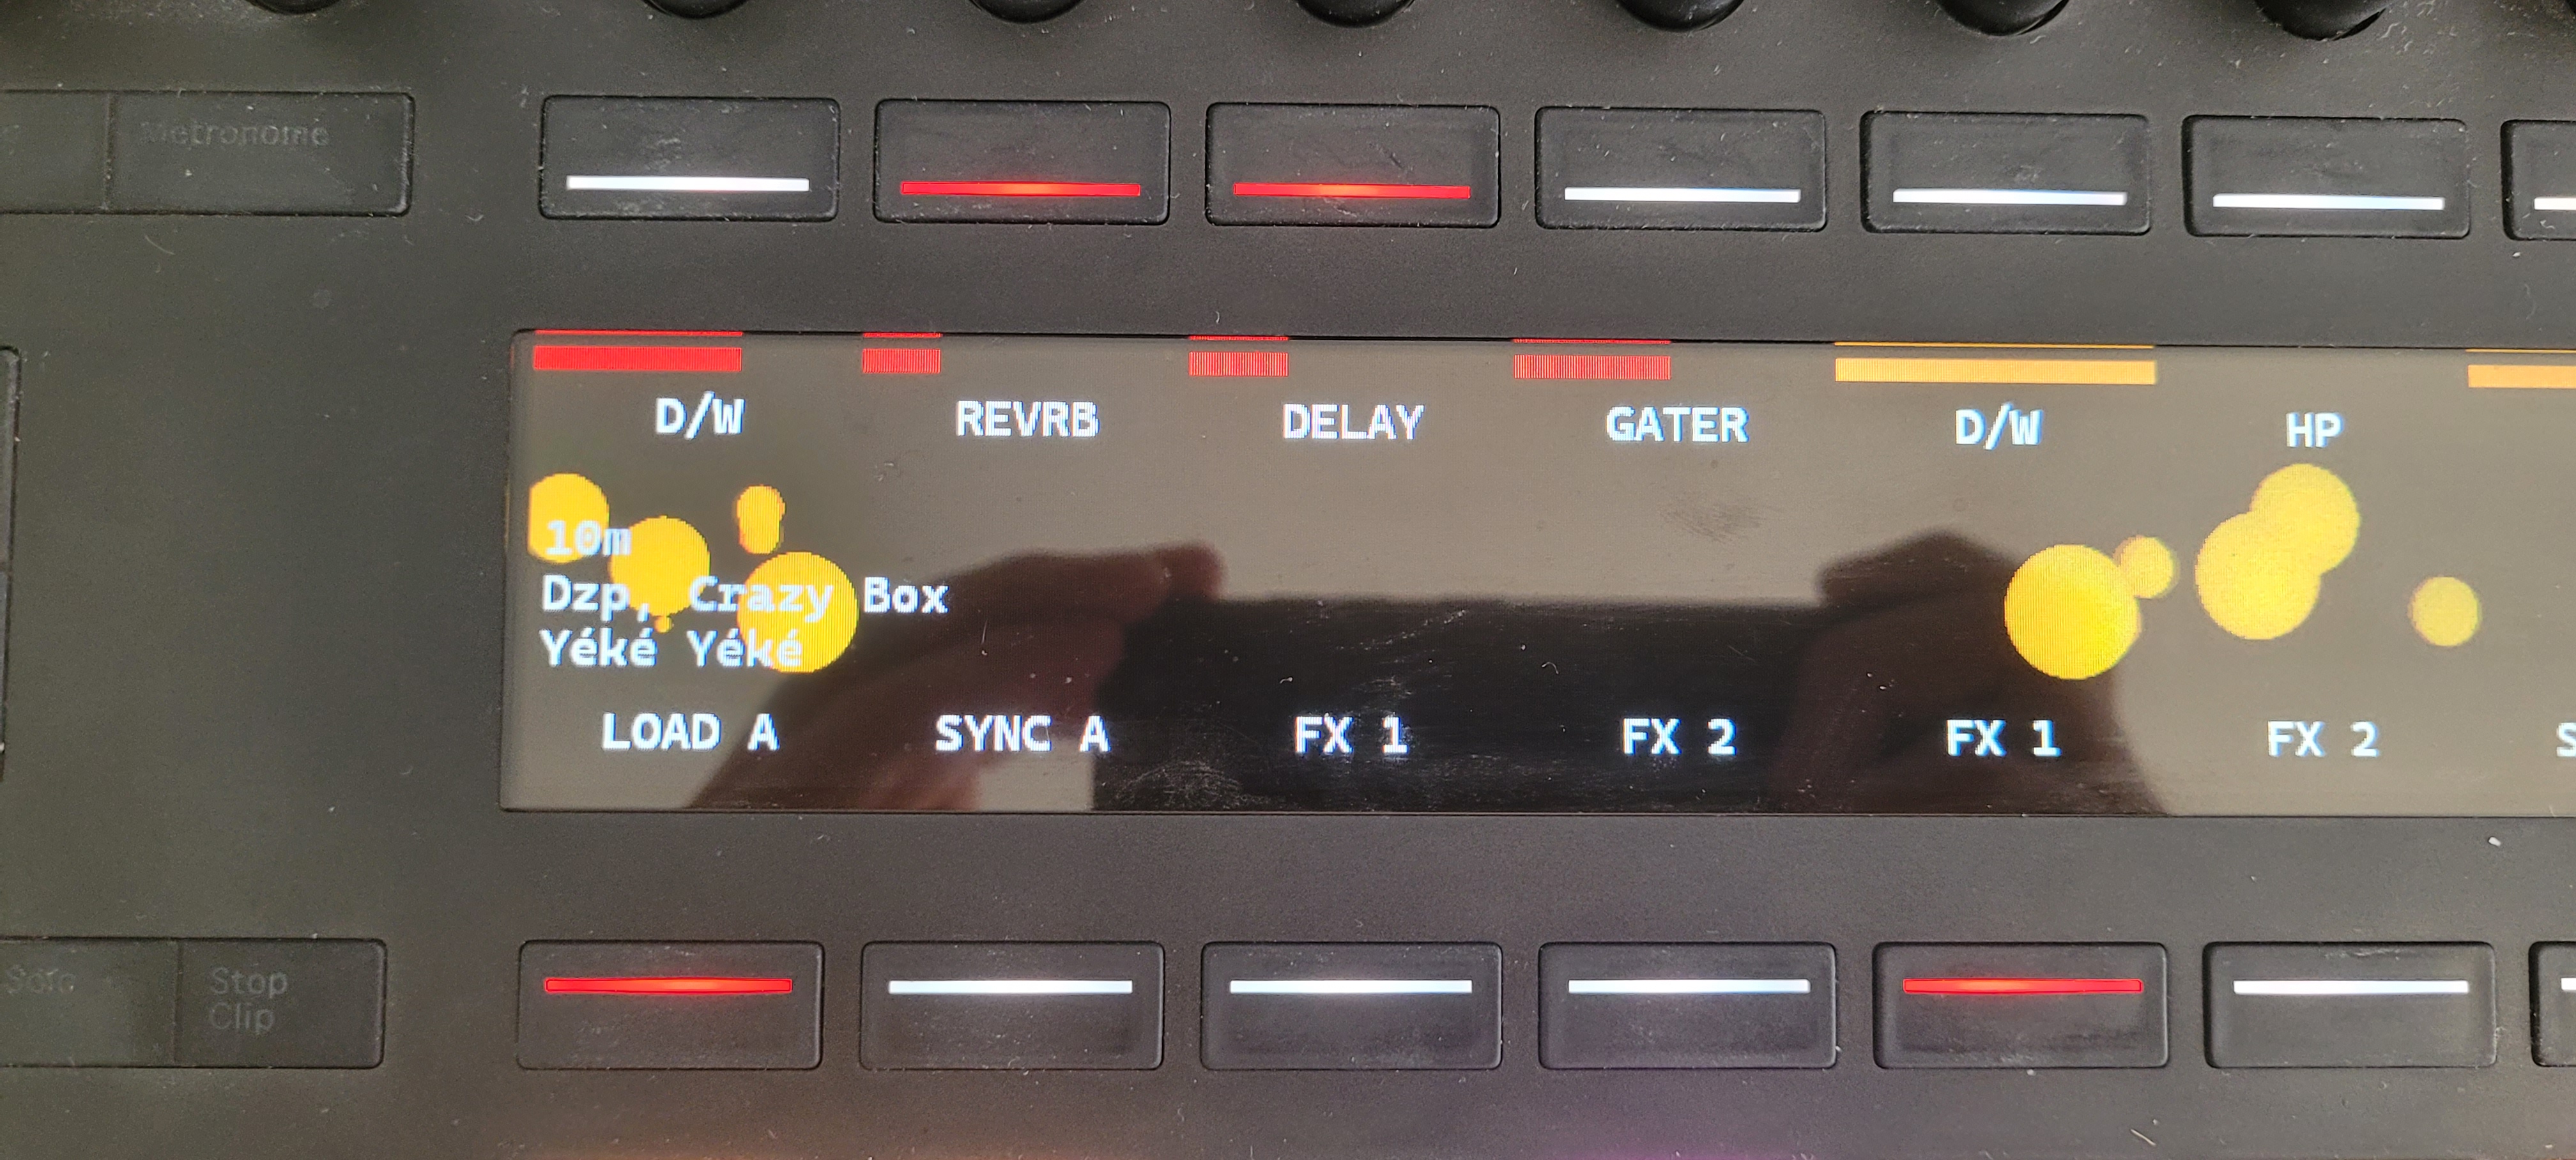 Metronome
D/W REVRB DELAY GATER D/W HP
10m
Dzp, Crazy Box
Yéké Yéké
LOAD A SYNC A FX 1 FX 2 FX 1 FX 2 S
Solo
Stop
Clip